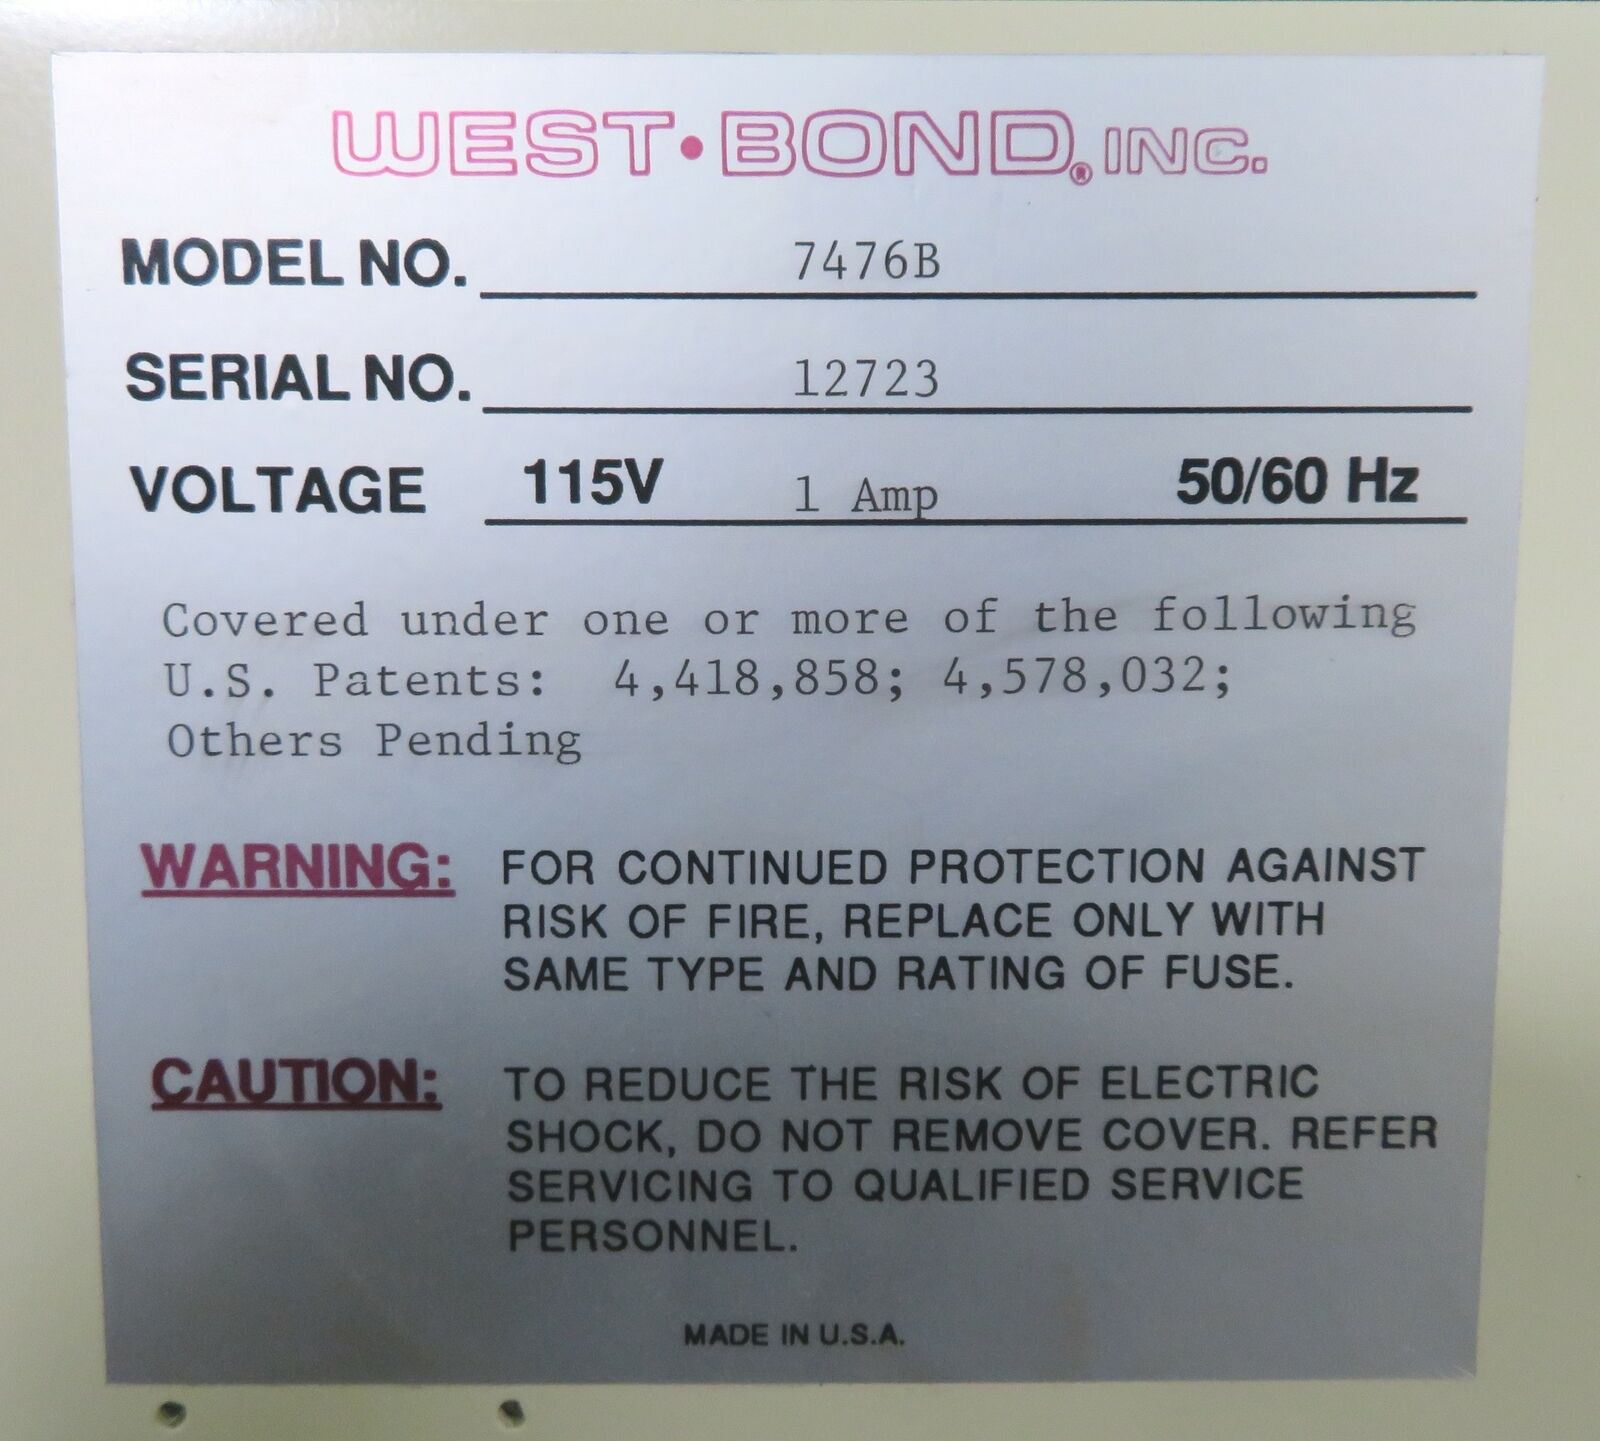 WEST•BOND® INC.
MODEL NO. 7476B
SERIAL NO. 12723
VOLTAGE 115V 1 Amp 50/60 Hz
Covered under one or more of the following
U.S. Patents: 4,418,858; 4,578,032;
Others Pending
WARNING: FOR CONTINUED PROTECTION AGAINST
RISK OF FIRE, REPLACE ONLY WITH
SAME TYPE AND RATING OF FUSE.
CAUTION: TO REDUCE THE RISK OF ELECTRIC
SHOCK, DO NOT REMOVE COVER. REFER
SERVICING TO QUALIFIED SERVICE
PERSONNEL.
MADE IN U.S.A.